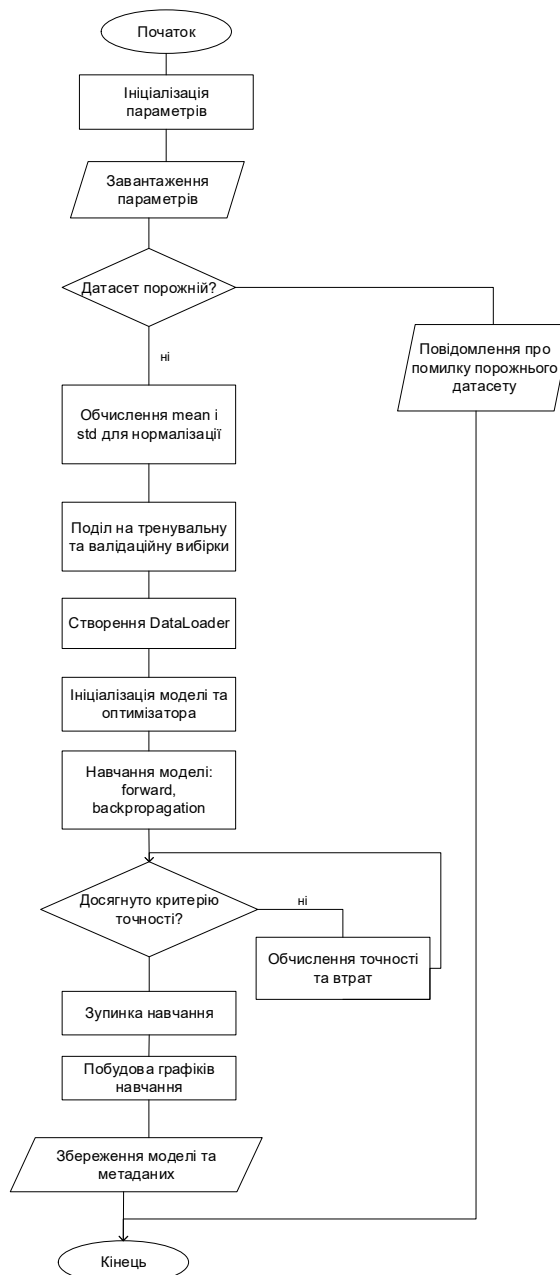 Початок
Ініціалізація
параметрів
Завантаження
параметрів
Датасет порожній?
ні
Повідомлення про
помилку порожнього
датасету
Обчислення mean і
std для нормалізації
Поділ на тренувальну
та валідаційну вибірки
Створення DataLoader
Ініціалізація моделі та
оптимізатора
Навчання моделі:
forward,
backpropagation
Досягнуто критерію
точності?
ні
Обчислення точності
та втрат
Зупинка навчання
Побудова графіків
навчання
Збереження моделі та
метаданих
Кінець